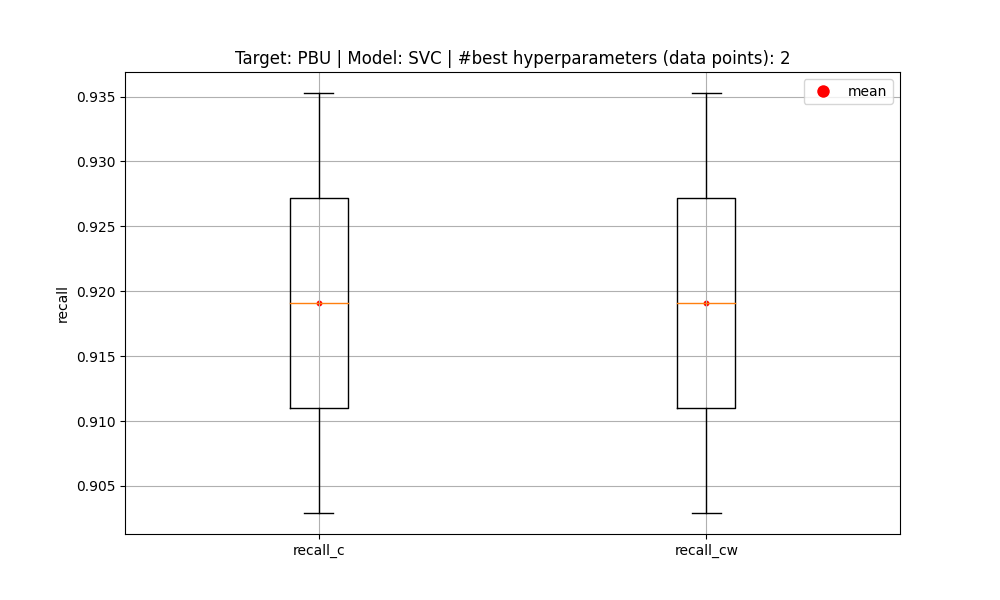 Target: PBU | Model: SVC | #best hyperparameters (data points): 2
mean
0.935
0.930
0.925
0.920
0.915
0.910
0.905
recall
recall_c
recall_cw